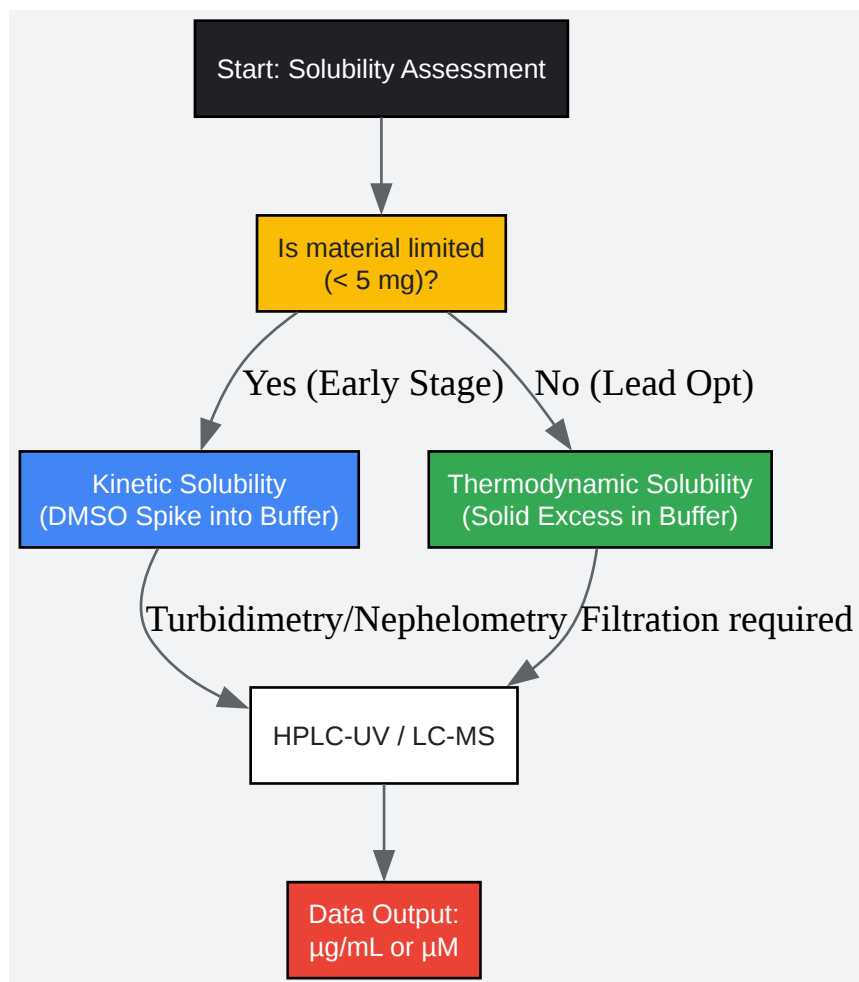 Start: Solubility Assessment
Is material limited
(< 5 mg)?
Yes (Early Stage)
No (Lead Opt)
Kinetic Solubility
(DMSO Spike into Buffer)
Thermodynamic Solubility
(Solid Excess in Buffer)
Turbidimetry/Nephelometry
Filtration required
HPLC-UV / LC-MS
Data Output:
µg/mL or µM